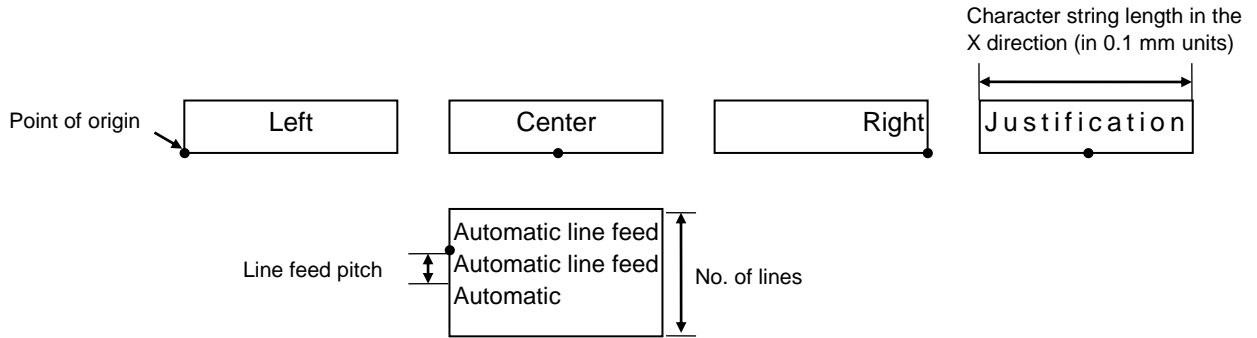 Character string length in the
X direction (in 0.1 mm units)
Point of origin
Left
Center
Right
Justification
Automatic line feed
Automatic line feed
Automatic
Line feed pitch
No. of lines